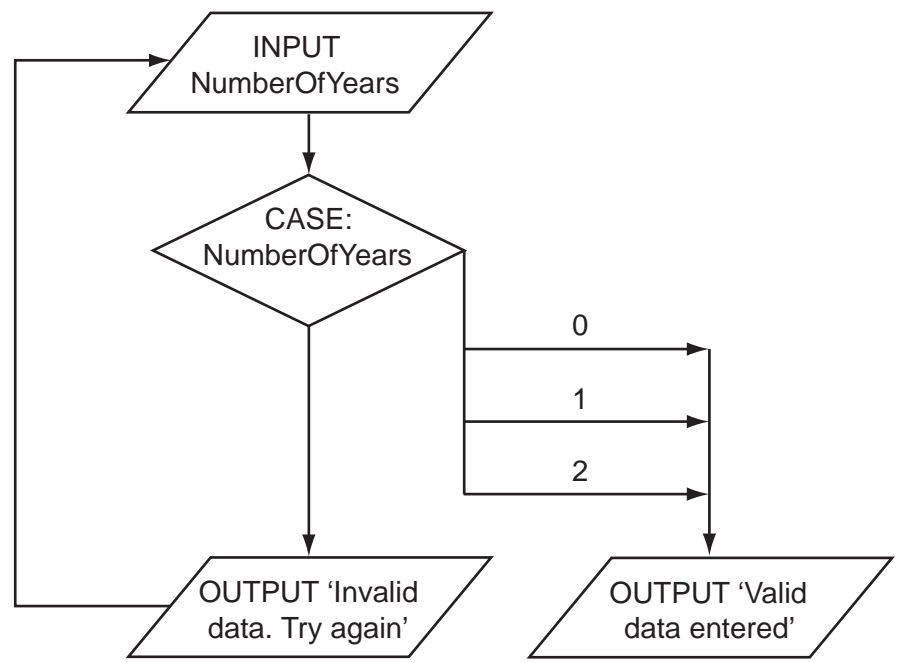 INPUT
NumberOfYears
CASE:
NumberOfYears
0
1
2
OUTPUT ‘Invalid
data. Try again’
OUTPUT ‘Valid
data entered’